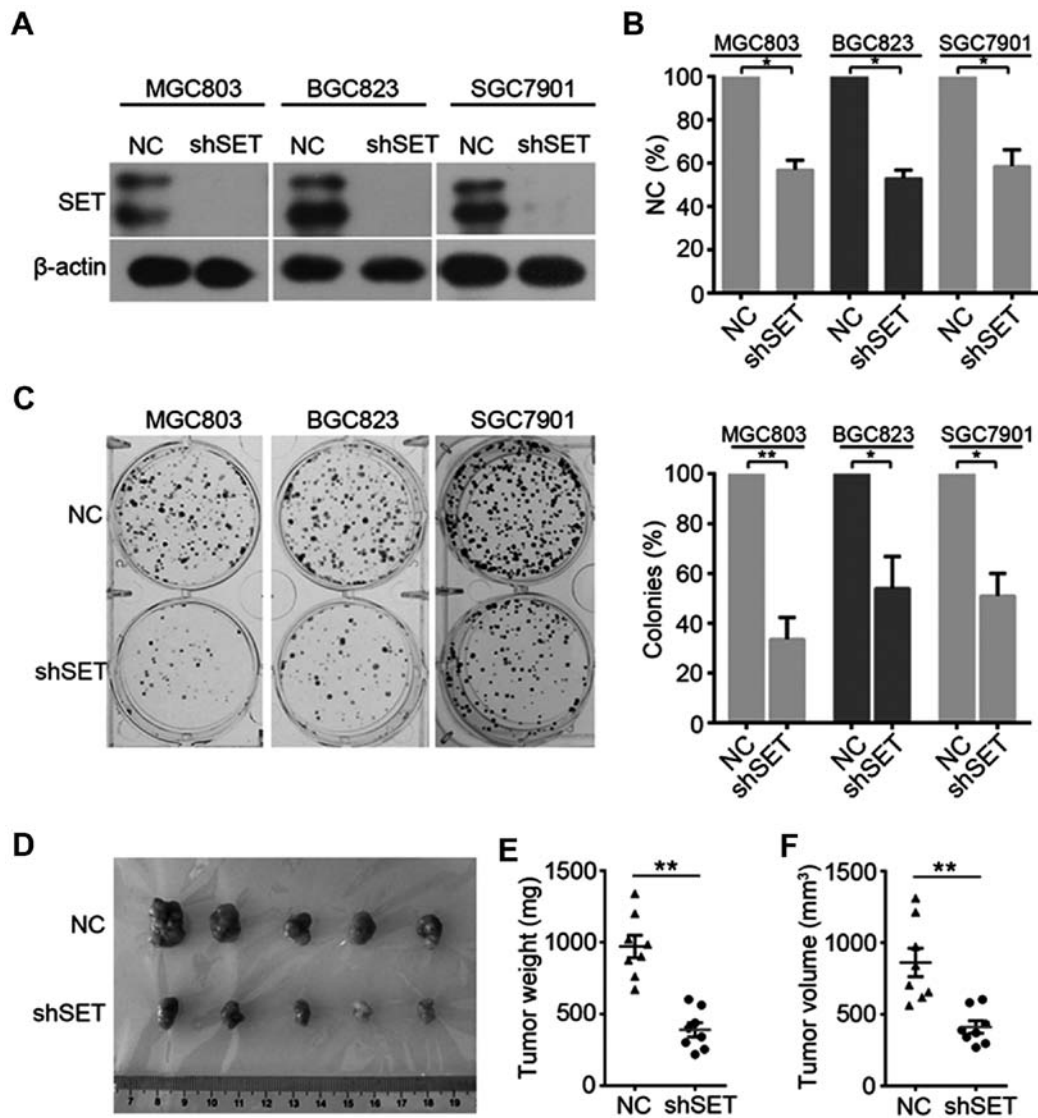 A
MGC803 BGC823 SGC7901
NC shSET NC shSET NC shSET
SET
β-actin
B
MGC803 BGC823 SGC7901
* * *
NC (%)
100
80
60
40
20
0
NC shSET NC shSET NC shSET
C
MGC803 BGC823 SGC7901
NC
shSET
MGC803 BGC823 SGC7901
** * *
Colonies (%)
100
80
60
40
20
0
NC shSET NC shSET NC shSET
D
NC
shSET
7 8 9 10 11 12 13 14 15 16 17 18 19
E
Tumor weight (mg)
1500
1000
500
0
**
NC shSET
F
Tumor volume (mm³)
1500
1000
500
0
**
NC shSET